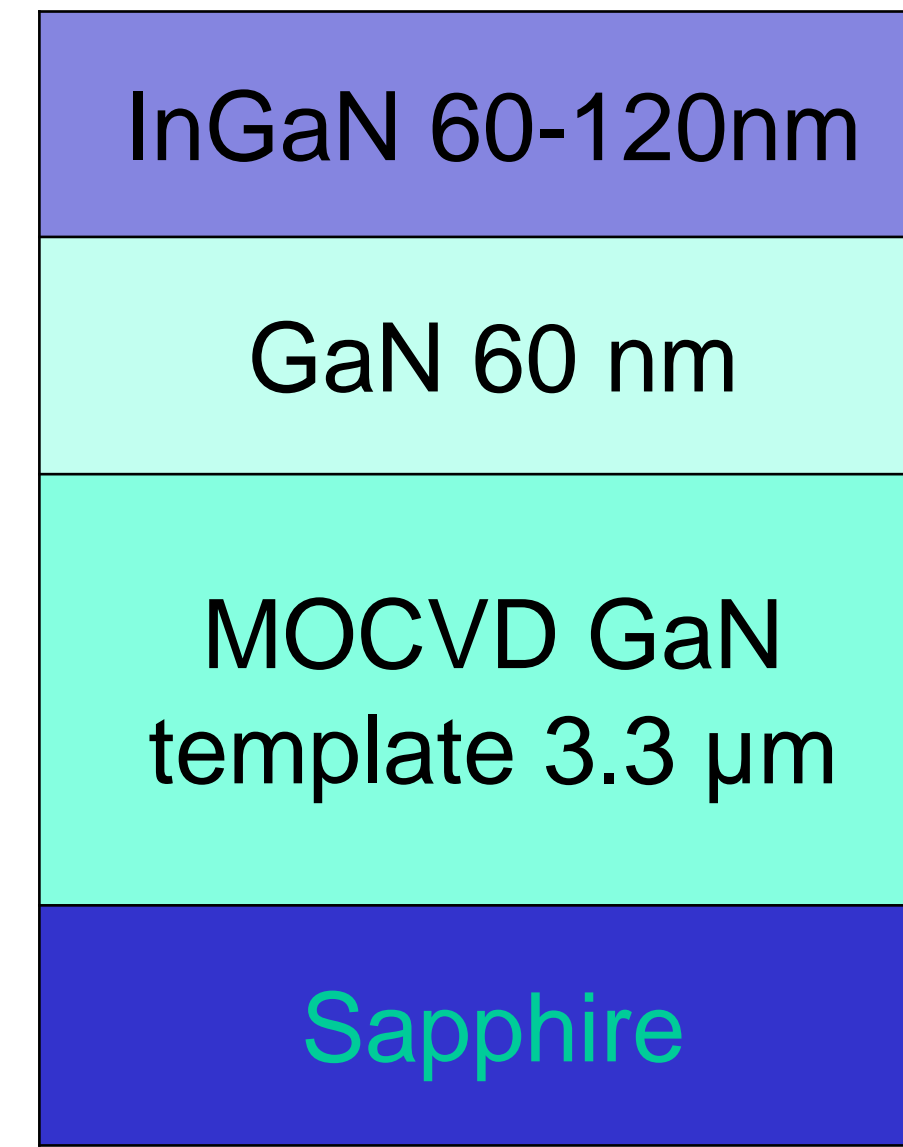 InGaN 60-120nm
GaN 60 nm
MOCVD GaN
template 3.3 µm
Sapphire